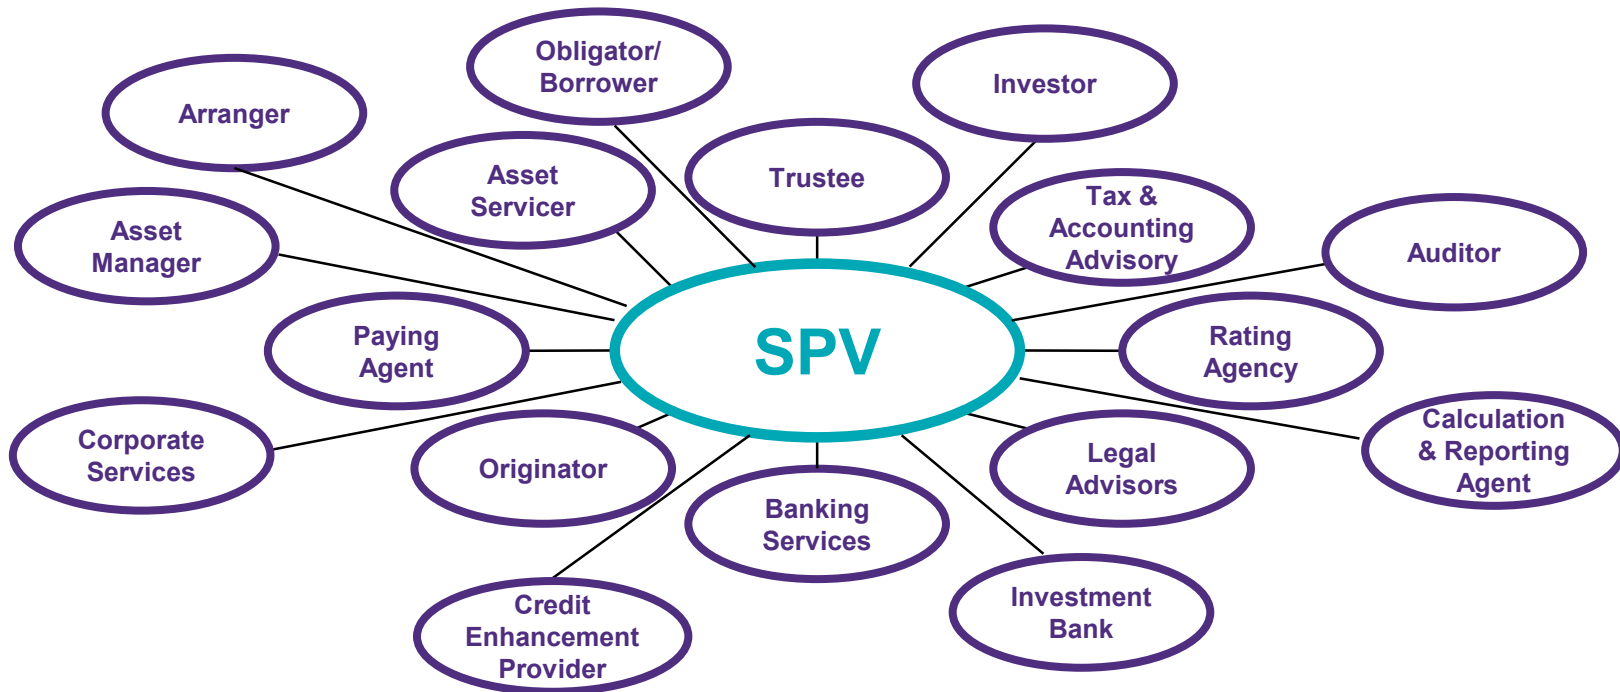 Obligator/
Borrower
Investor
Arranger
Asset
Servicer
Trustee
Tax &
Accounting
Advisory
Asset
Manager
Auditor
Paying
Agent
SPV
Rating
Agency
Corporate
Services
Originator
Legal
Advisors
Calculation
& Reporting
Agent
Banking
Services
Credit
Enhancement
Provider
Investment
Bank